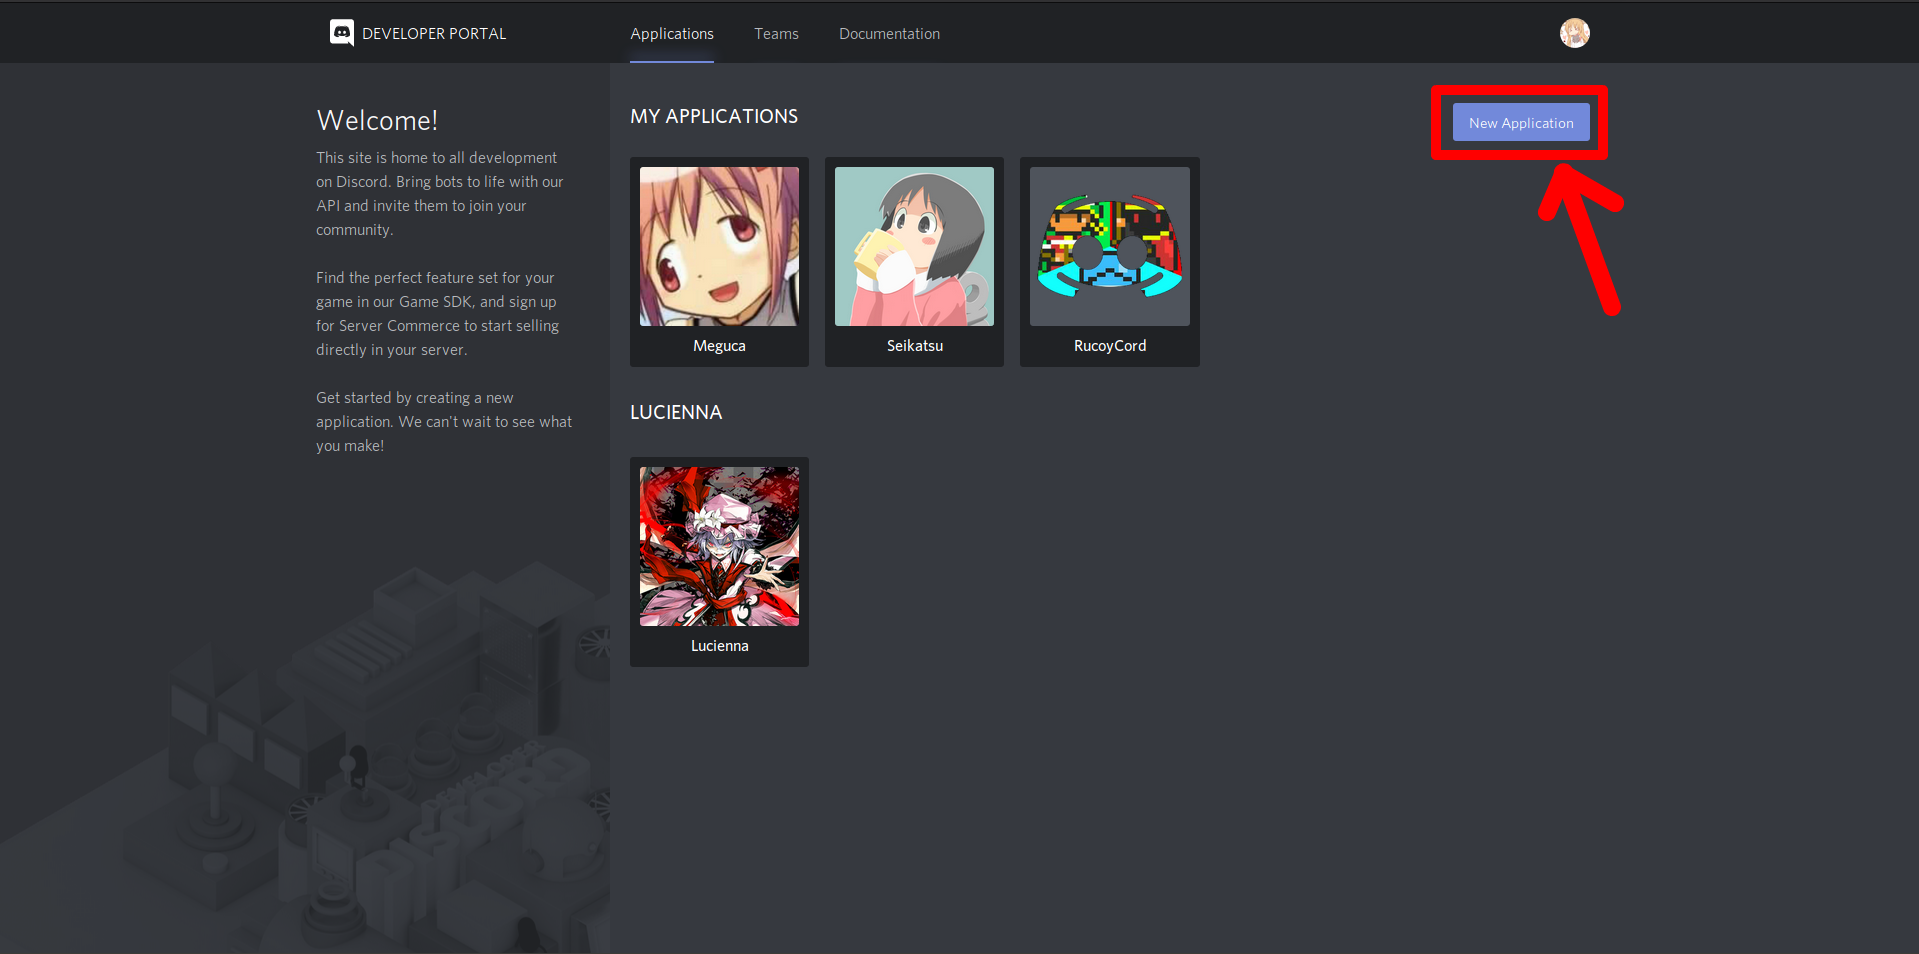 DEVELOPER PORTAL
Applications
Teams
Documentation
Welcome!
This site is home to all development
on Discord. Bring bots to life with our
API and invite them to join your
community.
Find the perfect feature set for your
game in our Game SDK, and sign up
for Server Commerce to start selling
directly in your server.
Get started by creating a new
application. We can't wait to see what
you make!
MY APPLICATIONS
New Application
Meguca
Seikatsu
RucoyCord
LUCIENNA
Lucienna